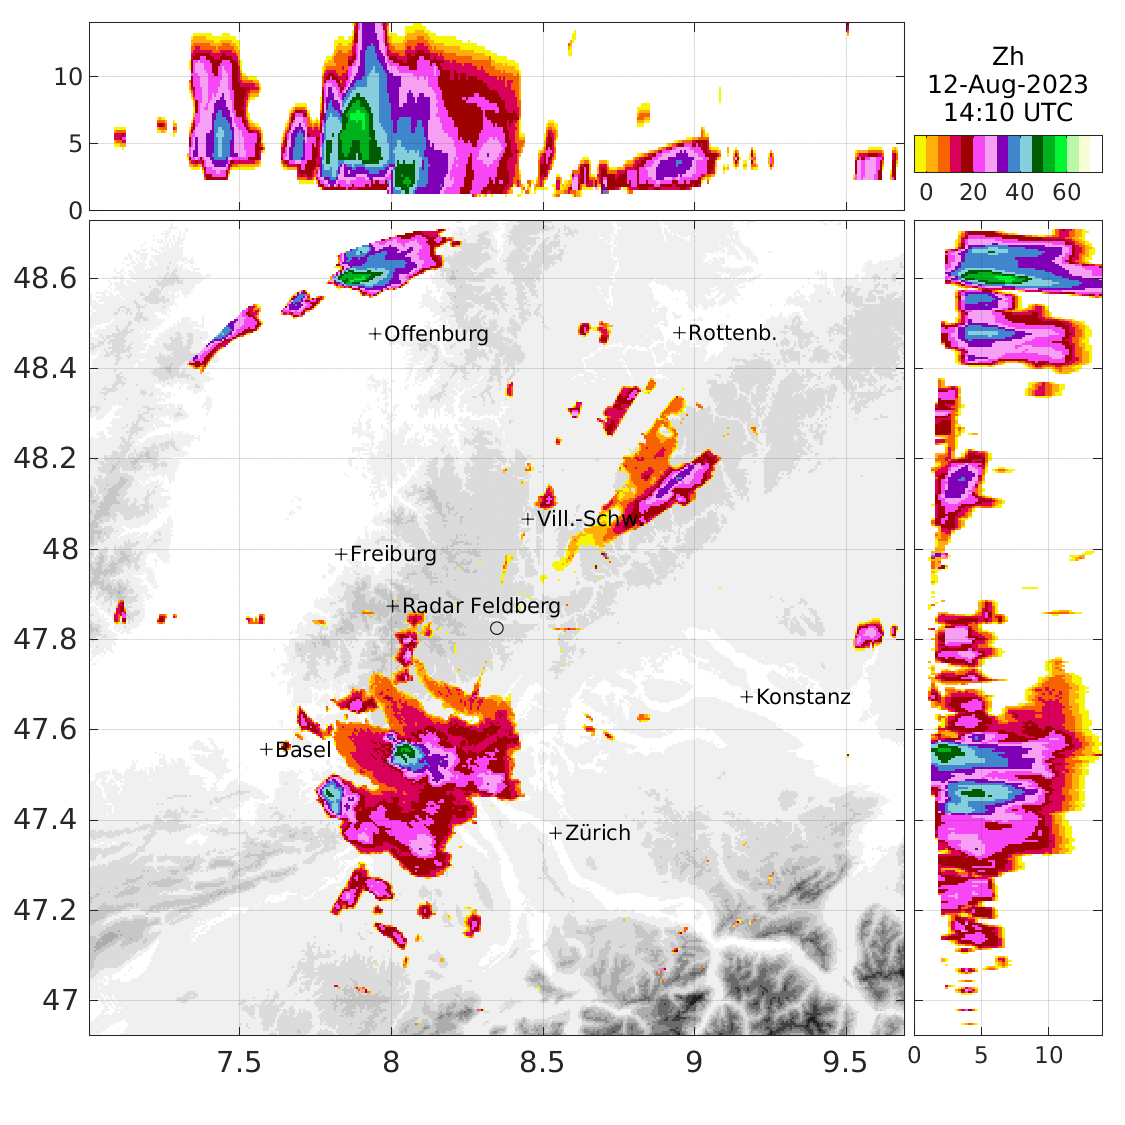 10
5
0
Zh
12-Aug-2023
14:10 UTC
0 20 40 60
48.6
48.4
48.2
48
47.8
47.6
47.4
47.2
47
+Offenburg
+Rottenb.
+Vill.-Schw.
+Freiburg
+Radar Feldberg
+Konstanz
+Basel
+Zürich
7.5 8 8.5 9 9.5
0 5 10